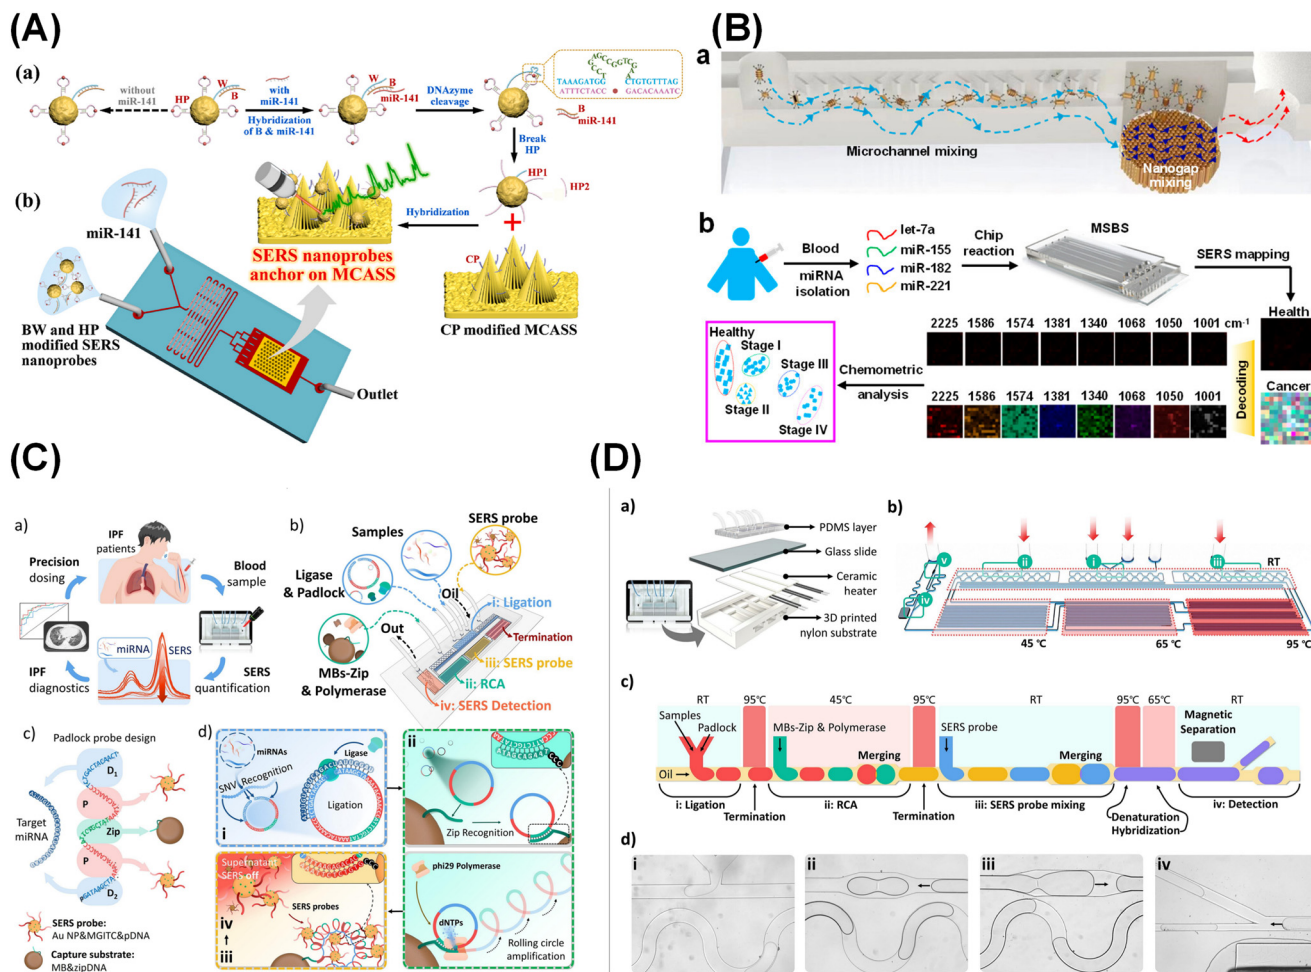 (A)
(a)
without
miR-141
HP
W
B
with
miR-141
Hybridization
of B & miR-141
W
B
miR-141
DNAzyme
cleavage
TAAAGATGG
CTGTGTTTAG
ATTTCTACC
GACACAAATC
B
miR-141
Break
HP
HP1
HP2
Hybridization
SERS nanoprobes
anchor on MCASS
CP
CP modified MCASS
(b)
miR-141
BW and HP
modified SERS
nanoprobes
Outlet
(B)
a
Microchannel mixing
Nanogap
mixing
b
Blood
miRNA
isolation
let-7a
miR-155
miR-182
miR-221
Chip
reaction
MSBS
SERS mapping
Health
2225 1586 1574 1381 1340 1068 1050 1001 cm-1
Decoding
Cancer
2225 1586 1574 1381 1340 1068 1050 1001
Chemometric
analysis
Healthy
Stage I
Stage III
Stage II
Stage IV
(C)
a)
IPF
patients
Precision
dosing
Blood
sample
miRNA
SERS
IPF
diagnostics
SERS
quantification
b)
Samples
SERS probe
Ligase
& Padlock
Oil
i: Ligation
Out
Termination
MBs-Zip
& Polymerase
iii: SERS probe
ii: RCA
iv: SERS Detection
c)
Padlock probe design
D1
P
Target
miRNA
Zip
P
D2
SERS probe:
Au NP&MGITC&pDNA
Capture substrate:
MB&zipDNA
d)
miRNAs
Ligase
SNV
Recognition
Ligation
i
ii
Zip Recognition
Supernatant
SERS off
SERS probes
iv
iii
phi29 Polymerase
dNTPs
Rolling circle
amplification
(D)
a)
PDMS layer
Glass slide
Ceramic
heater
3D printed
nylon substrate
b)
v
ii
i
iii
RT
iv
45 ℃
65 ℃
95 ℃
c)
RT
95℃
45℃
95℃
RT
95℃
65℃
RT
Samples
Padlock
MBs-Zip & Polymerase
SERS probe
Magnetic
Separation
Merging
Merging
Oil
i: Ligation
ii: RCA
iii: SERS probe mixing
iv: Detection
Termination
Termination
Denaturation
Hybridization
d)
i
ii
iii
iv